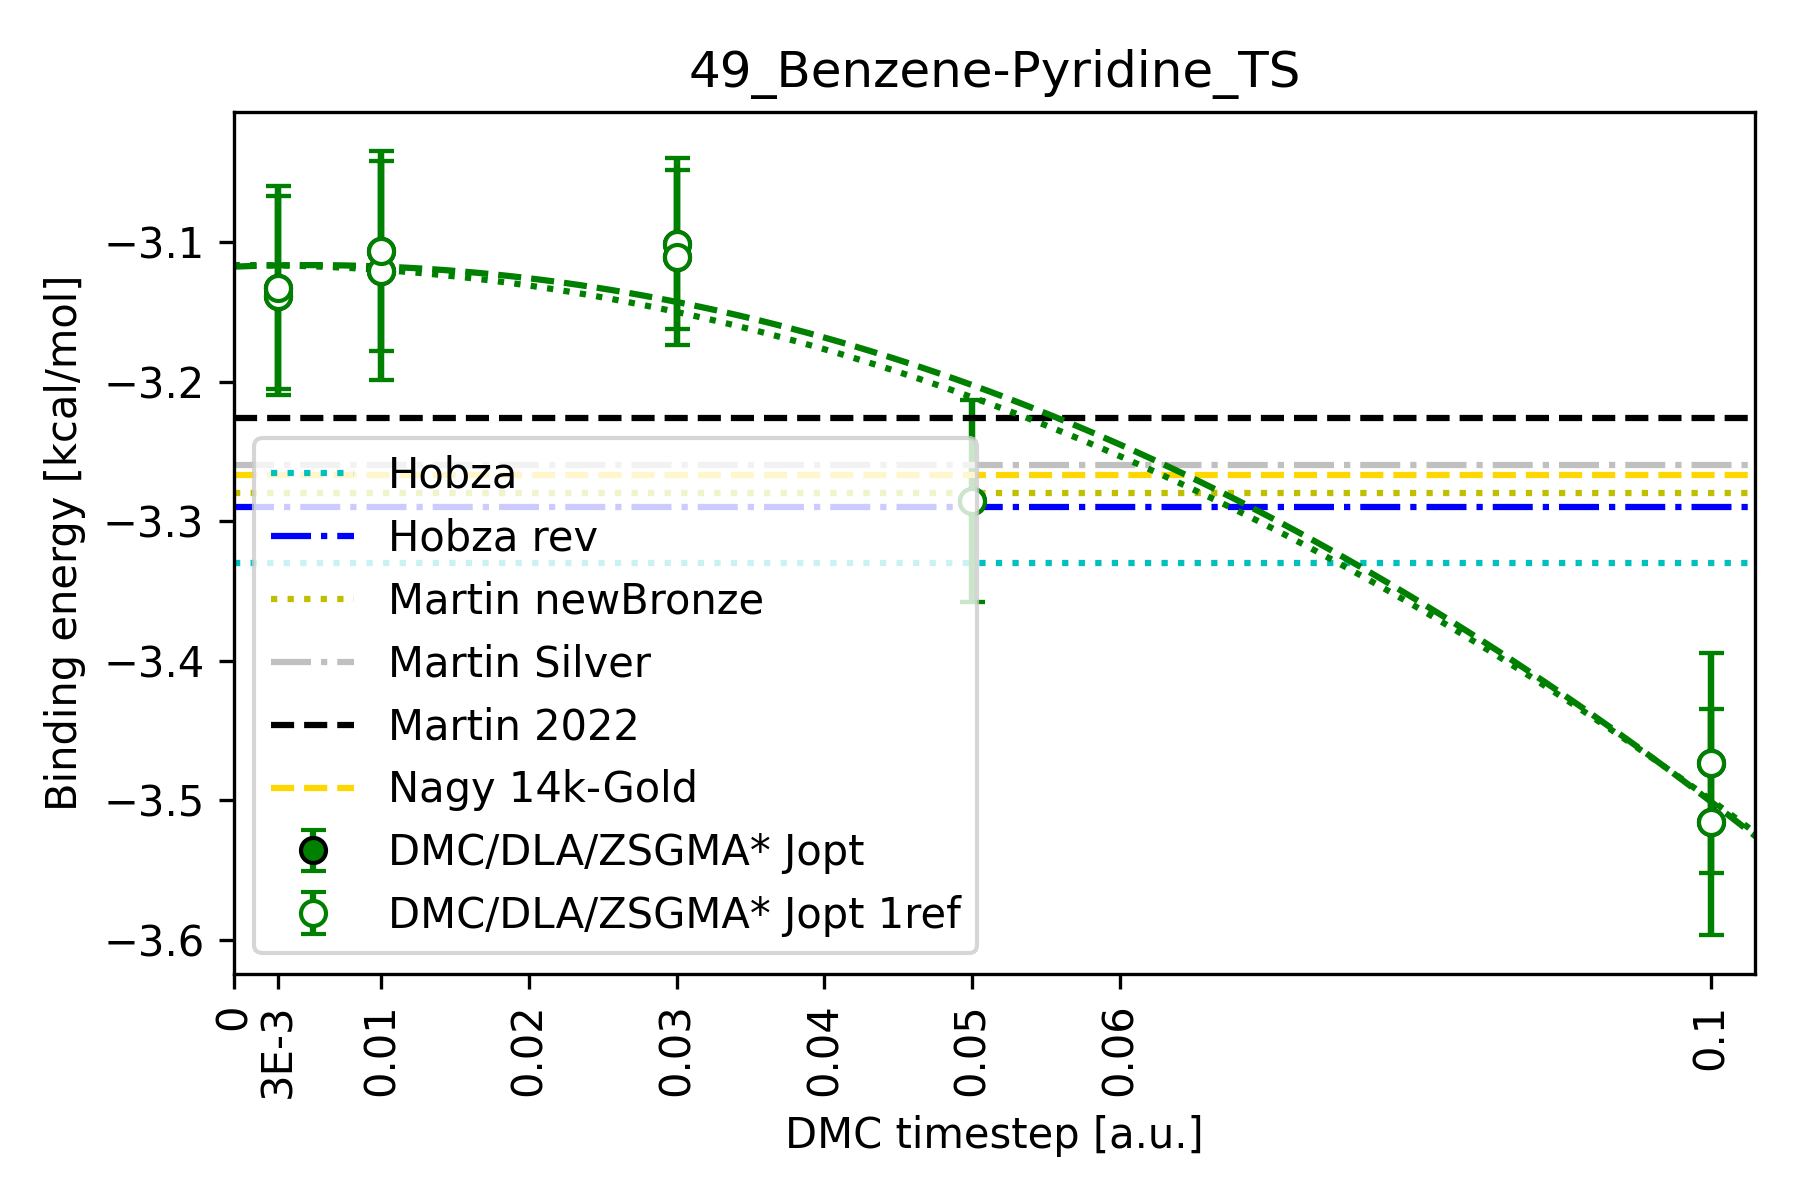 49_Benzene-Pyridine_TS
Binding energy [kcal/mol]
−3.1
−3.2
−3.3
−3.4
−3.5
−3.6
Hobza
Hobza rev
Martin newBronze
Martin Silver
Martin 2022
Nagy 14k-Gold
DMC/DLA/ZSGMA* Jopt
DMC/DLA/ZSGMA* Jopt 1ref
0
3E-3
0.01
0.02
0.03
0.04
0.05
0.06
0.1
DMC timestep [a.u.]